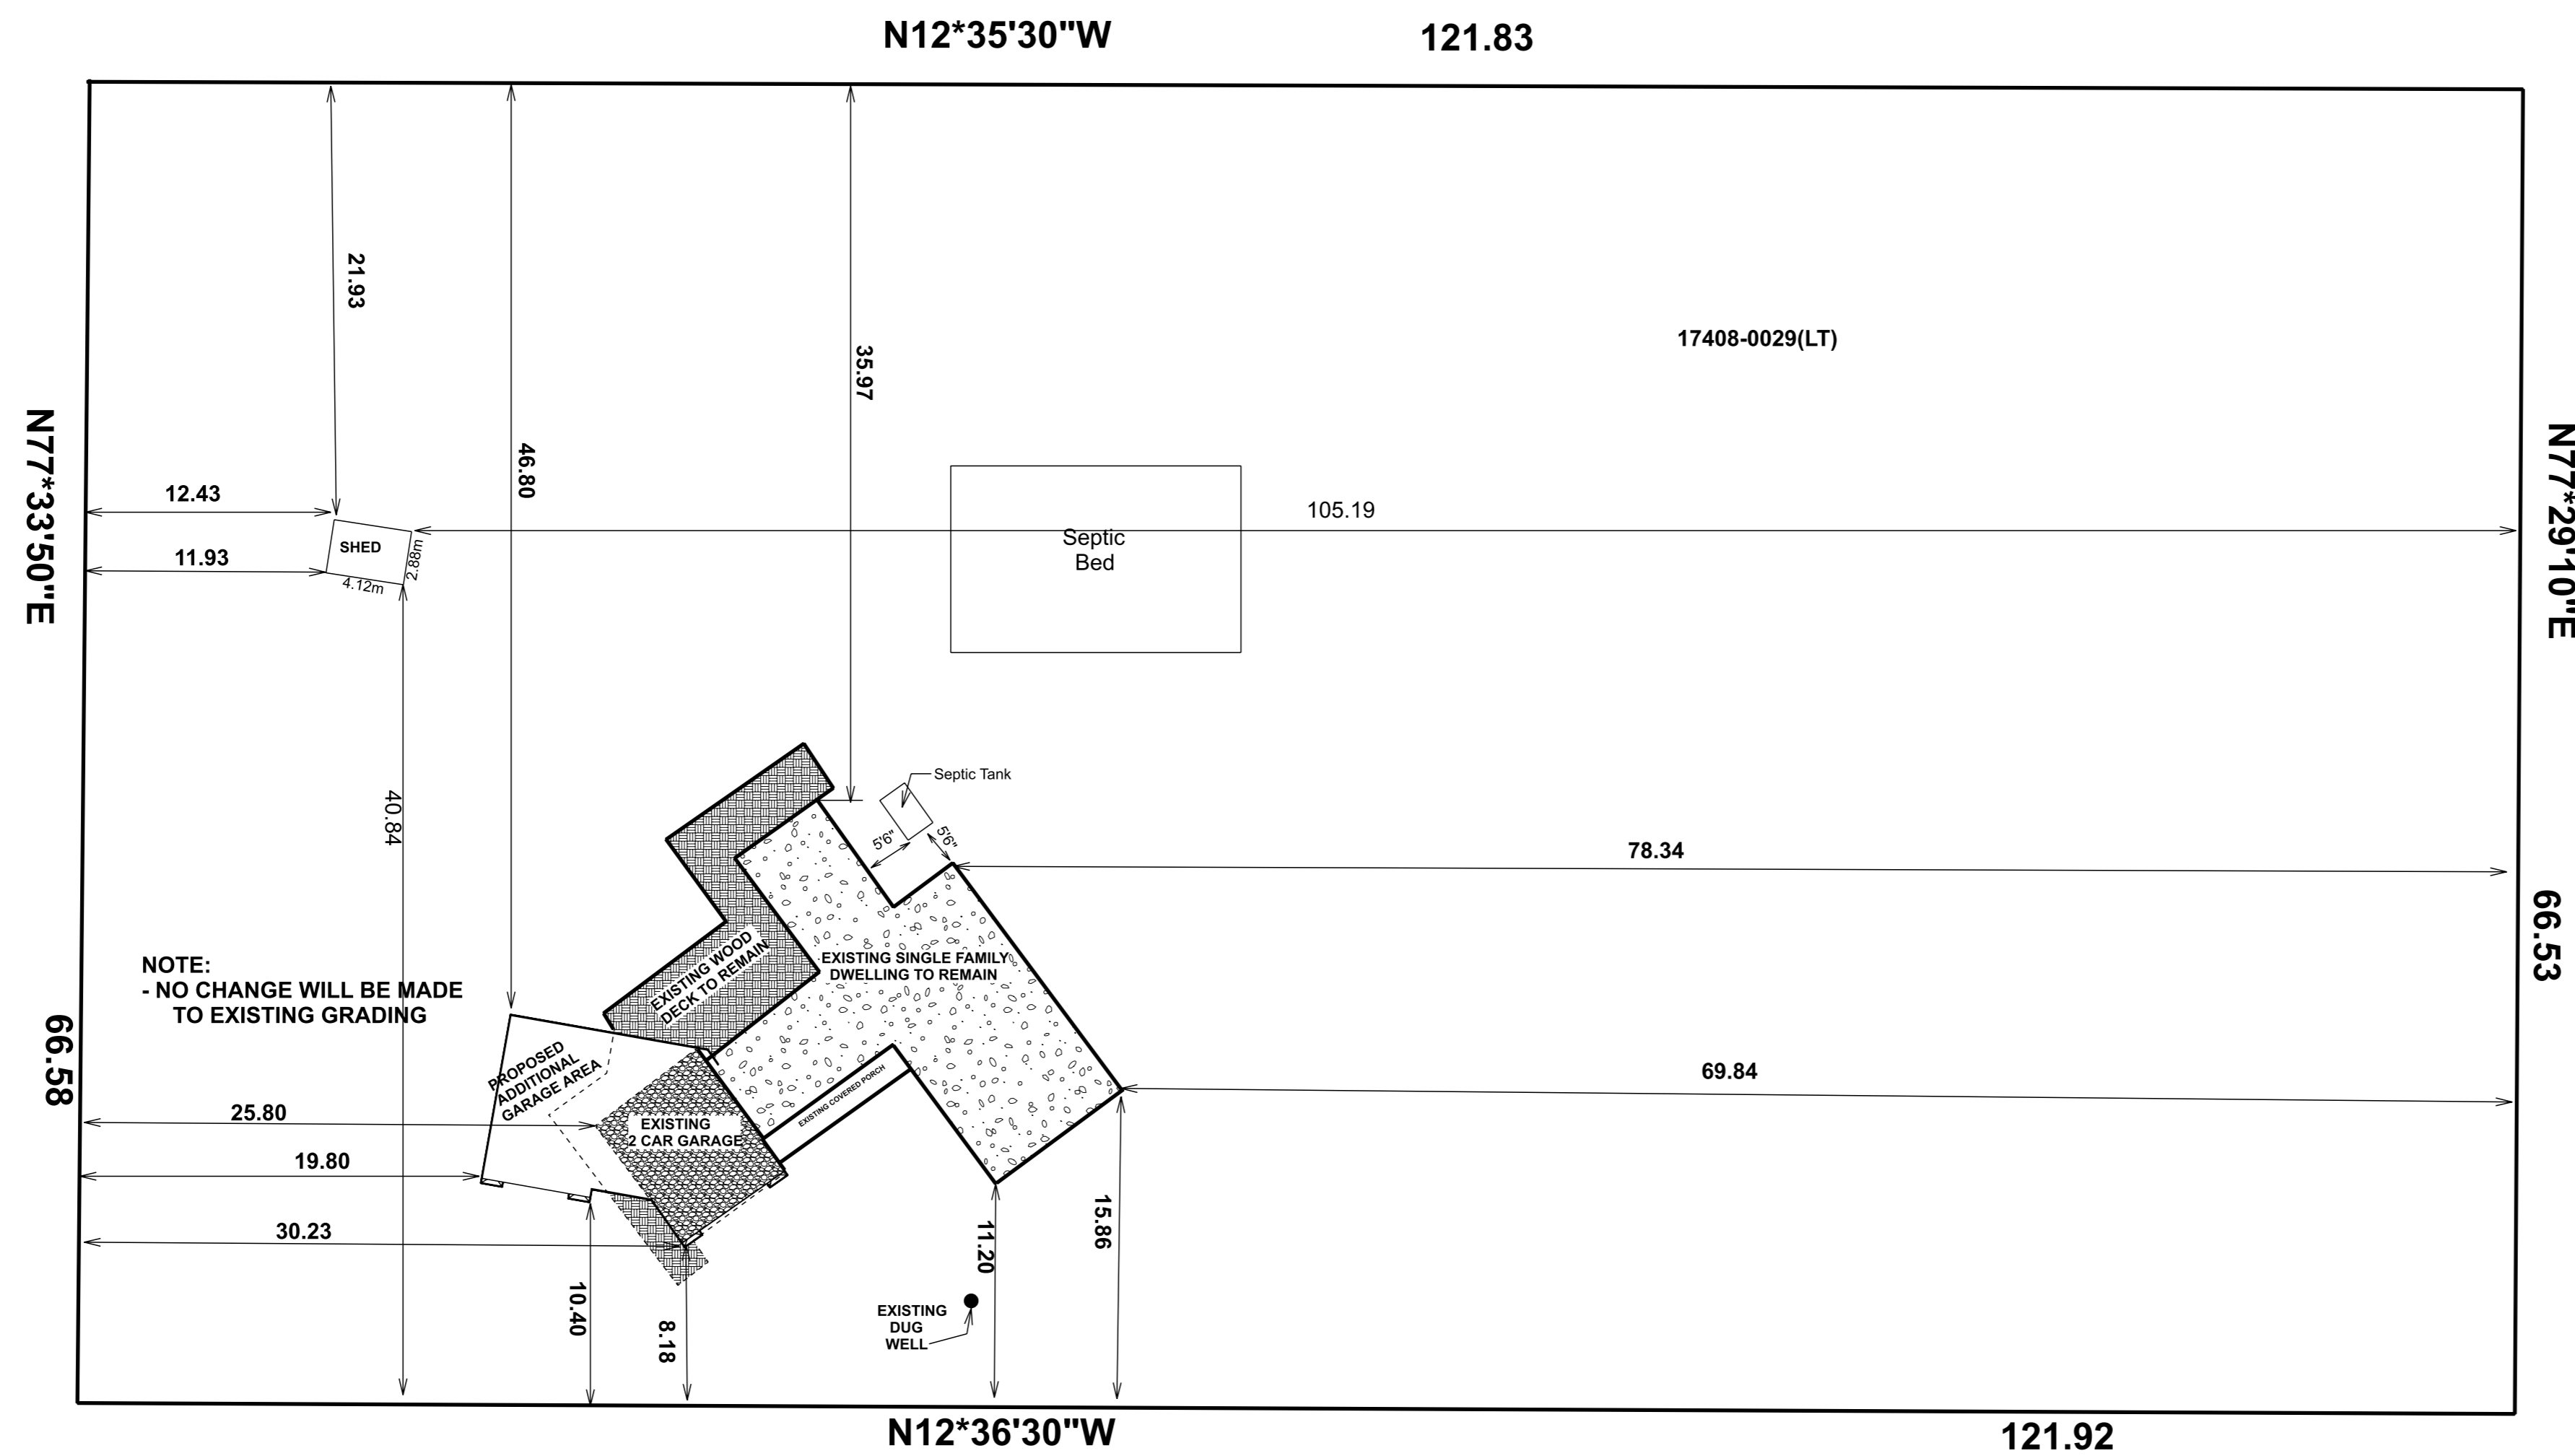 N12*35'30"W
121.83
17408-0029(LT)
21.93
35.97
46.80
N77*33'50"E
N77*29'10"E
12.43
105.19
Septic
Bed
SHED
11.93
2.88m
4.12m
Septic Tank
40.84
5'6"
5'6"
78.34
66.53
EXISTING WOOD
DECK TO REMAIN
EXISTING SINGLE FAMILY
DWELLING TO REMAIN
NOTE:
- NO CHANGE WILL BE MADE
TO EXISTING GRADING
66.58
PROPOSED
ADDITIONAL
GARAGE AREA
69.84
EXISTING COVERED PORCH
25.80
EXISTING
2 CAR GARAGE
19.80
30.23
11.20
15.86
10.40
8.18
EXISTING
DUG
WELL
N12*36'30"W
121.92